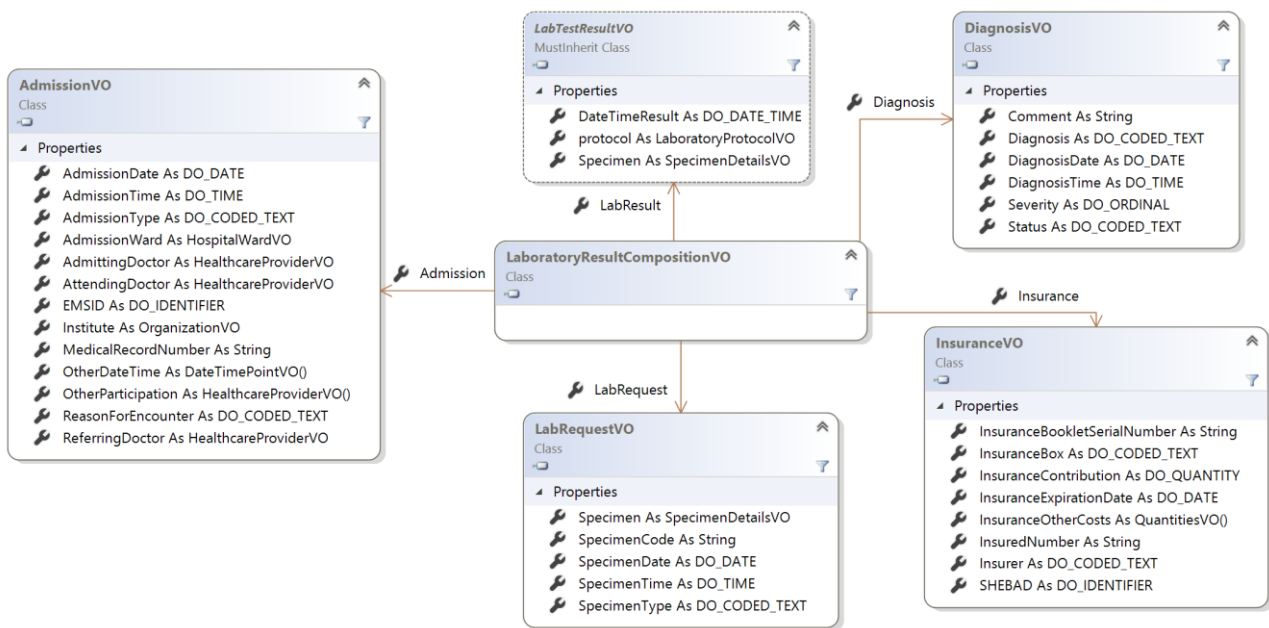 LabTestResultVO
MustInherit Class
Properties
DateTimeResult As DO_DATE_TIME
protocol As LaboratoryProtocolVO
Specimen As SpecimenDetailsVO
DiagnosisVO
Class
Properties
Comment As String
Diagnosis As DO_CODED_TEXT
DiagnosisDate As DO_DATE
DiagnosisTime As DO_TIME
Severity As DO_ORDINAL
Status As DO_CODED_TEXT
AdmissionVO
Class
Properties
AdmissionDate As DO_DATE
AdmissionTime As DO_TIME
AdmissionType As DO_CODED_TEXT
AdmissionWard As HospitalWardVO
AdmittingDoctor As HealthcareProviderVO
AttendingDoctor As HealthcareProviderVO
EMSID As DO_IDENTIFIER
Institute As OrganizationVO
MedicalRecordNumber As String
OtherDateTime As DateTimePointVO()
OtherParticipation As HealthcareProviderVO()
ReasonForEncounter As DO_CODED_TEXT
ReferringDoctor As HealthcareProviderVO
Diagnosis
LabResult
Admission
LaboratoryResultCompositionVO
Class
Insurance
LabRequest
InsuranceVO
Class
Properties
InsuranceBookletSerialNumber As String
InsuranceBox As DO_CODED_TEXT
InsuranceContribution As DO_QUANTITY
InsuranceExpirationDate As DO_DATE
InsuranceOtherCosts As QuantitiesVO()
InsuredNumber As String
Insurer As DO_CODED_TEXT
SHEBAD As DO_IDENTIFIER
LabRequestVO
Class
Properties
Specimen As SpecimenDetailsVO
SpecimenCode As String
SpecimenDate As DO_DATE
SpecimenTime As DO_TIME
SpecimenType As DO_CODED_TEXT